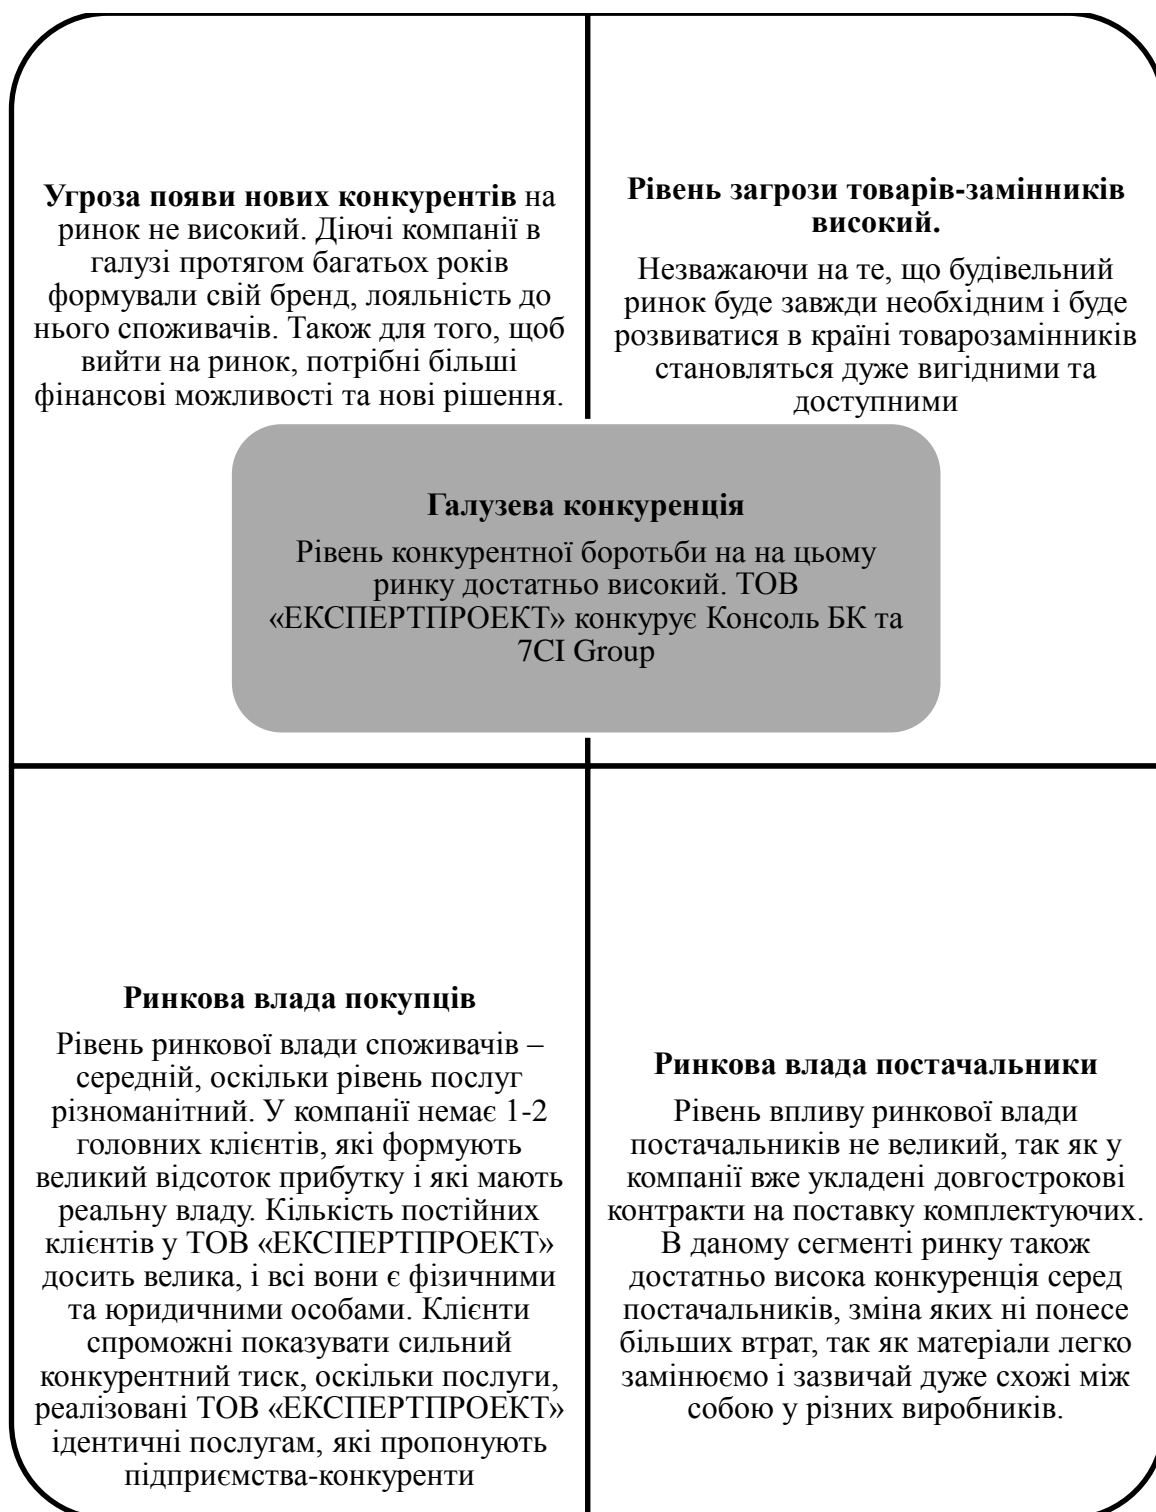 Угроза появи нових конкурентів на
ринок не високий. Діючі компанії в
галузі протягом багатьох років
формували свій бренд, лояльність до
нього споживачів. Також для того, щоб
вийти на ринок, потрібні більші
фінансові можливості та нові рішення.
Рівень загрози товарів-замінників
високий.
Незважаючи на те, що будівельний
ринок буде завжди необхідним і буде
розвиватися в країні товарозамінників
становляться дуже вигідними та
доступними
Галузева конкуренція
Рівень конкурентної боротьби на на цьому
ринку достатньо високий. ТОВ
«ЕКСПЕРТПРОЕКТ» конкурує Консоль БК та
7CI Group
Ринкова влада покупців
Рівень ринкової влади споживачів –
середній, оскільки рівень послуг
різноманітний. У компанії немає 1-2
головних клієнтів, які формують
великий відсоток прибутку і які мають
реальну владу. Кількість постійних
клієнтів у ТОВ «ЕКСПЕРТПРОЕКТ»
досить велика, і всі вони є фізичними
та юридичними особами. Клієнти
спроможні показувати сильний
конкурентний тиск, оскільки послуги,
реалізовані ТОВ «ЕКСПЕРТПРОЕКТ»
ідентичні послугам, які пропонують
підприємства-конкуренти
Ринкова влада постачальники
Рівень впливу ринкової влади
постачальників не великий, так як у
компанії вже укладені довгострокові
контракти на поставку комплектуючих.
В даному сегменті ринку також
достатньо висока конкуренція серед
постачальників, зміна яких ні понесе
більших втрат, так як матеріали легко
замінюємо і зазвичай дуже схожі між
собою у різних виробників.